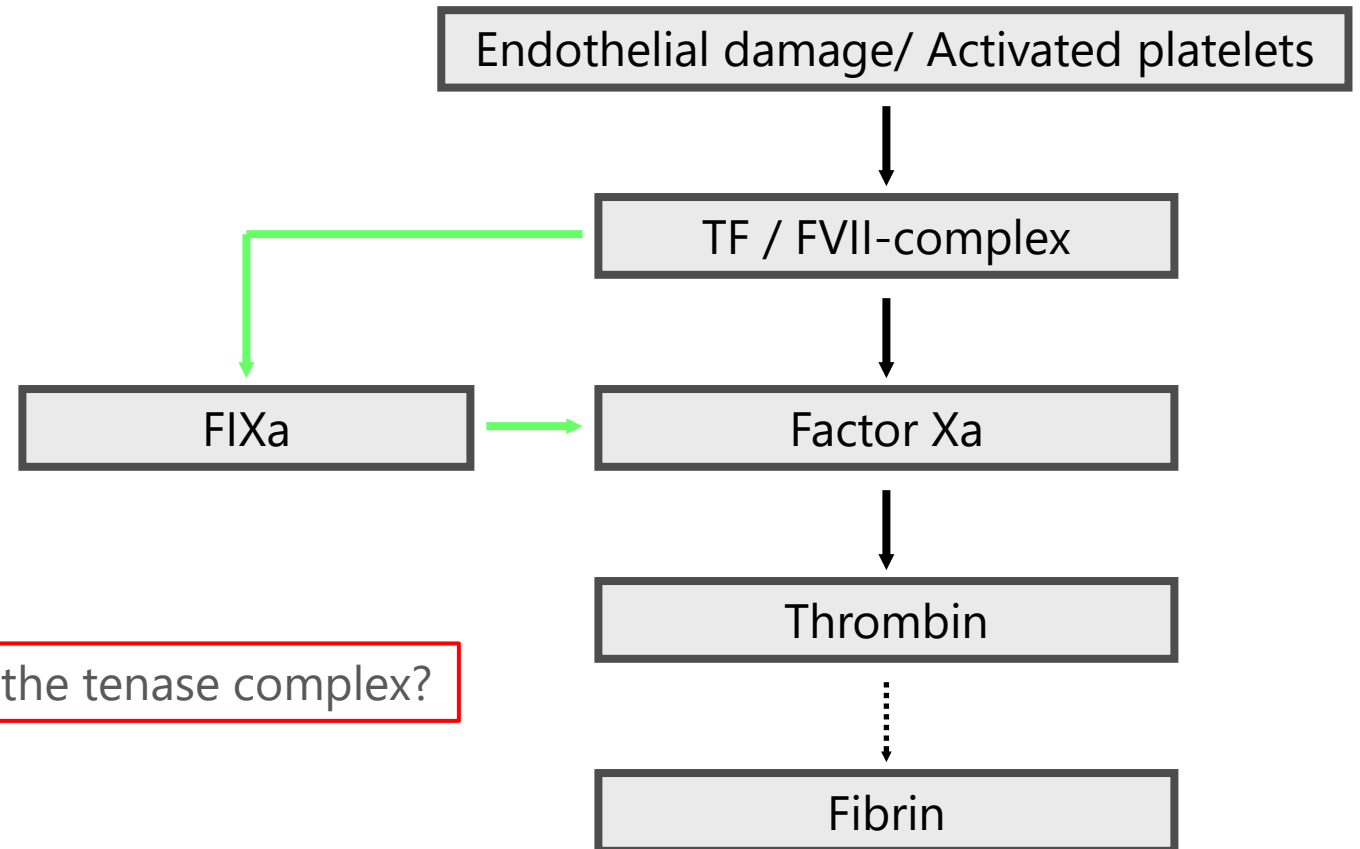 Endothelial damage/ Activated platelets
TF / FVII-complex
FIXa
Factor Xa
Thrombin
the tenase complex?
Fibrin